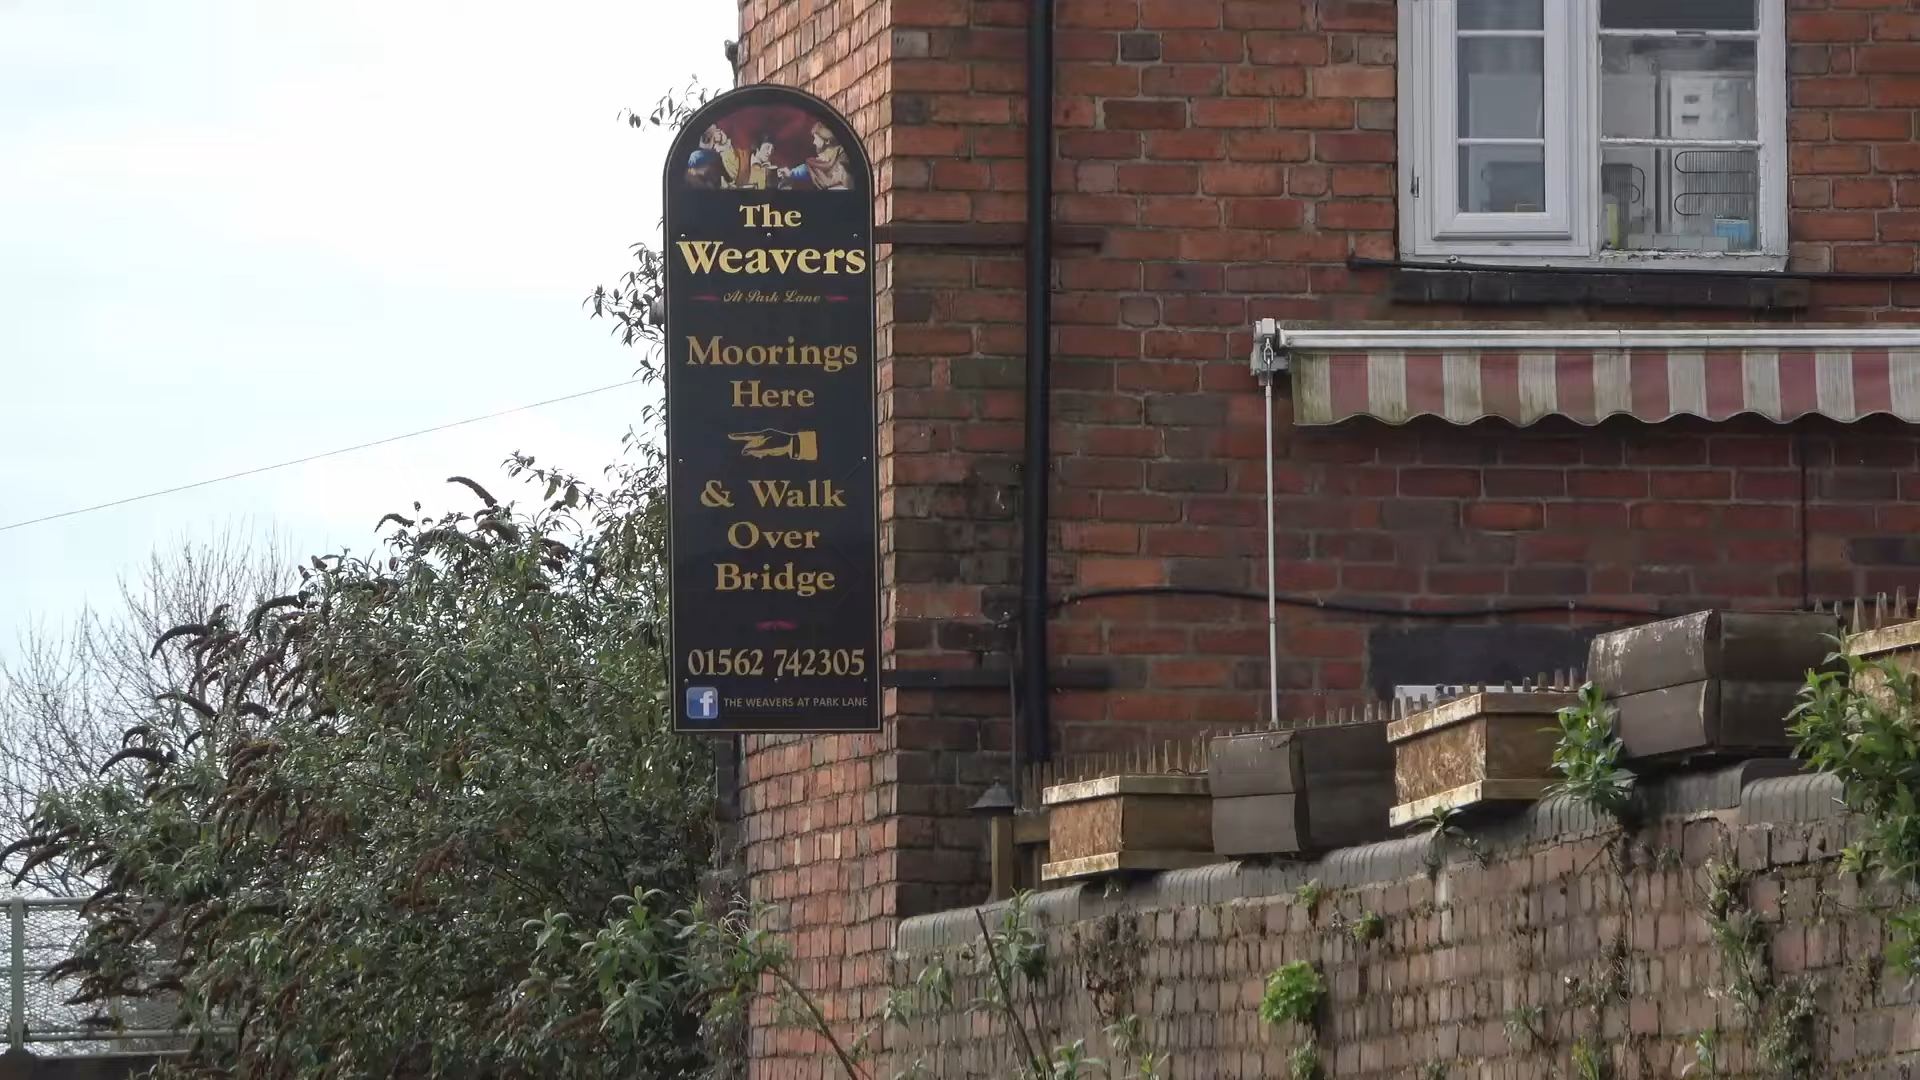 The
Weavers
At Park Lane
Moorings
Here
& Walk
Over
Bridge
01562 742305
f THE WEAVERS AT PARK LANE